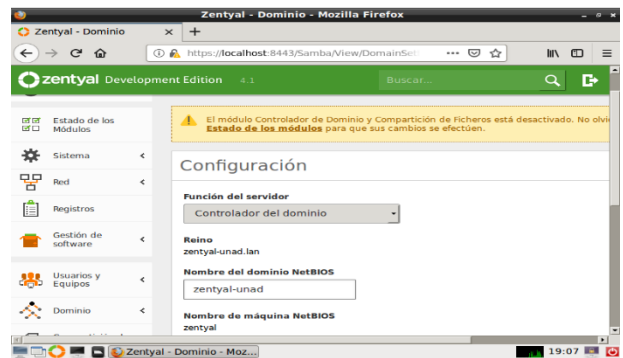 Zentyal - Dominio - Mozilla Firefox
Zentyal - Dominio
https://localhost:8443/Samba/View/DomainSet
zentyal Development Edition 4.1
Buscar...
Estado de los
Módulos
Sistema
Red
Registros
Gestión de
software
Usuarios y
Equipos
Dominio
El módulo Controlador de Dominio y Compartición de Ficheros está desactivado. No olvi
Estado de los módulos para que sus cambios se efectúen.
Configuración
Función del servidor
Controlador del dominio
Reino
zentyal-unad.lan
Nombre del dominio NetBIOS
zentyal-unad
Nombre de máquina NetBIOS
zentyal
Zentyal - Dominio - Moz...
19:07